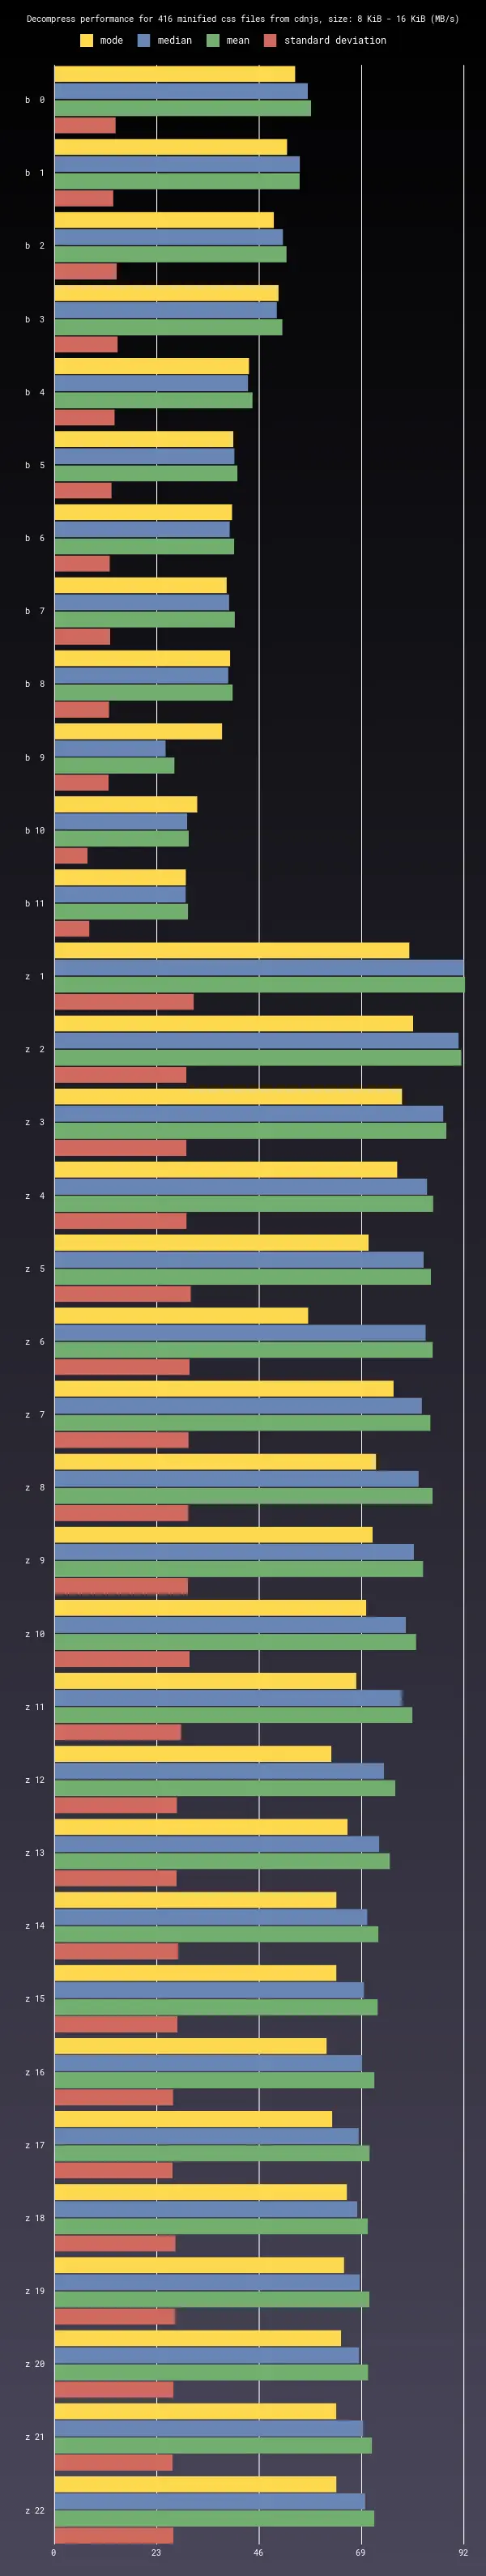 Decompress performance for 416 minified css files from cdnjs, size: 8 KiB - 16 KiB (MB/s)
mode median mean standard deviation
b 0
b 1
b 2
b 3
b 4
b 5
b 6
b 7
b 8
b 9
b 10
b 11
z 1
z 2
z 3
z 4
z 5
z 6
z 7
z 8
z 9
z 10
z 11
z 12
z 13
z 14
z 15
z 16
z 17
z 18
z 19
z 20
z 21
z 22
0 23 46 69 92